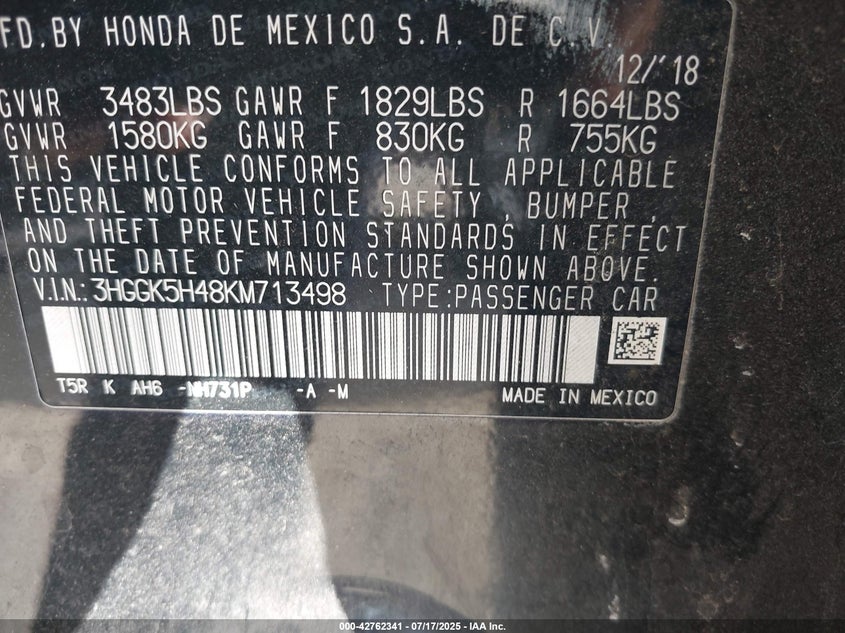 FD.BY HONDA DE MEXICO S.A. DE C.V.
12/'18
GVWR 3483LBS GAWR F 1829LBS R 1664LBS
GVWR 1580KG GAWR F 830KG R 755KG
THIS VEHICLE CONFORMS TO ALL APPLICABLE
FEDERAL MOTOR VEHICLE SAFETY , BUMPER ,
AND THEFT PREVENTION STANDARDS IN EFFECT
ON THE DATE OF MANUFACTURE SHOWN ABOVE.
V.I.N.:3HGGK5H48KM713498 TYPE:PASSENGER CAR
T5R K AH6 -NH731P -A -M MADE IN MEXICO
000-42762341 / 07/17/2025 - IAA Inc.